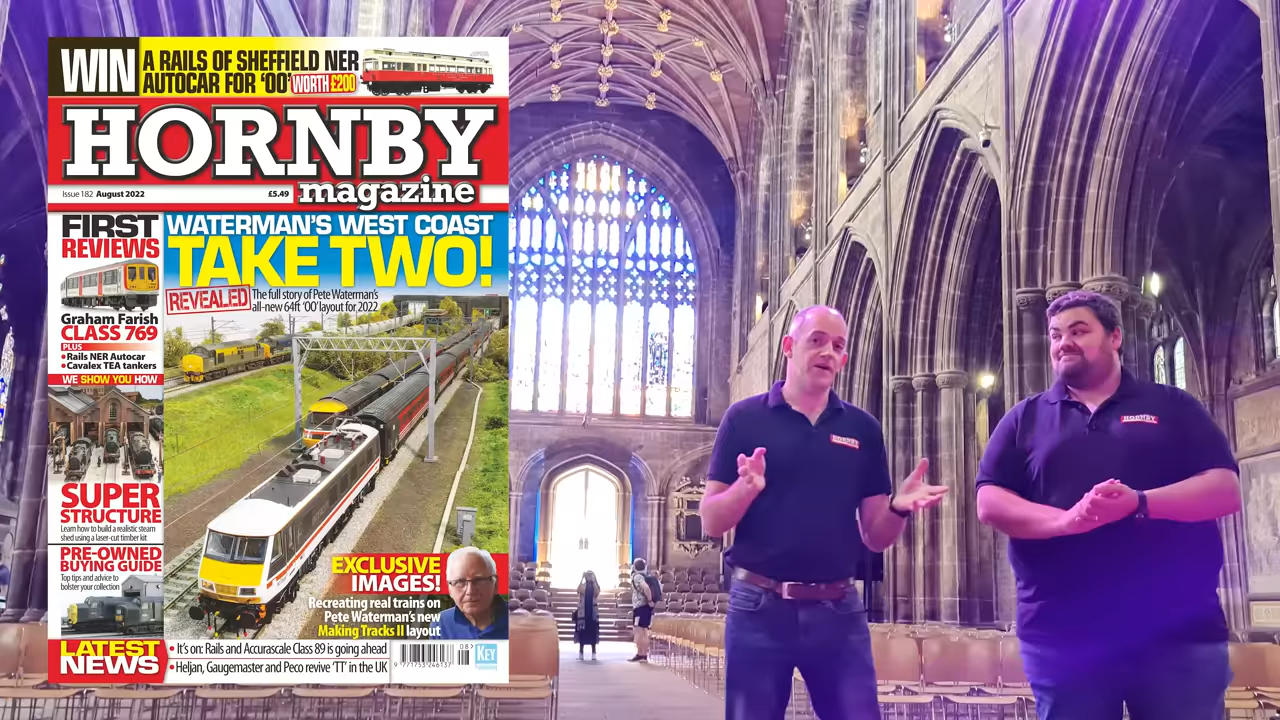 WIN
A RAILS OF SHEFFIELD NER
AUTOCAR FOR ‘OO’ WORTH £200
HORNBY
magazine
Issue 182 August 2022
£5.49
FIRST
REVIEWS
Graham Farish
CLASS 769
PLUS
• Rails NER Autocar
• Cavalex TEA tankers
WE SHOW YOU HOW
SUPER
STRUCTURE
Learn how to build a realistic steam
shed using a laser-cut timber kit
PRE-OWNED
BUYING GUIDE
Top tips and advice to
bolster your collection
WATERMAN'S WEST COAST
TAKE TWO!
REVEALED
The full story of Pete Waterman's
all-new 64ft ‘OO’ layout for 2022
EXCLUSIVE
IMAGES!
Recreating real trains on
Pete Waterman's new
Making Tracks II layout
LATEST
NEWS
• It's on: Rails and Accurascale Class 89 is going ahead
• Heljan, Gaugemaster and Peco revive ‘TT’ in the UK
08
9 771753 246137
KEY
HORNBY
HORNBY